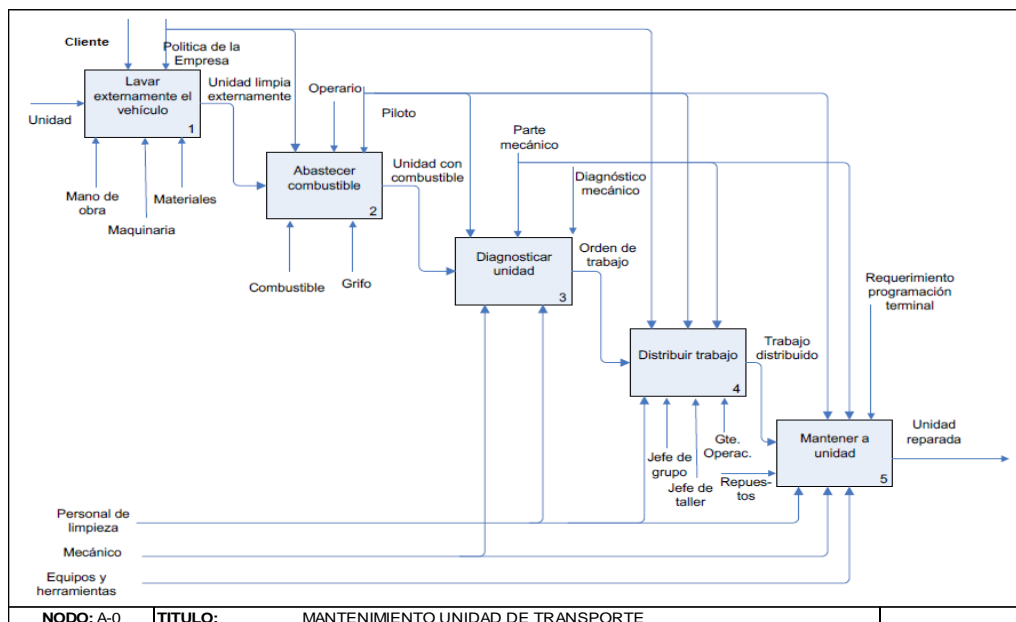 Cliente
Politica de la
Empresa
Lavar
externamente el
vehículo
1
Unidad limpia
externamente
Unidad
Operario
Piloto
Mano de
obra
Materiales
Maquinaria
Abastecer
combustible
2
Unidad con
combustible
Parte
mecánico
Diagnóstico
mecánico
Combustible
Grifo
Diagnosticar
unidad
3
Orden de
trabajo
Requerimiento
programación
terminal
Distribuir trabajo
4
Trabajo
distribuido
Jefe de
grupo
Jefe de
taller
Gte.
Operac.
Repues-
tos
Mantener a
unidad
5
Unidad
reparada
Personal de
limpieza
Mecánico
Equipos y
herramientas
NODO: A-0
TITULO:
MANTENIMIENTO UNIDAD DE TRANSPORTE